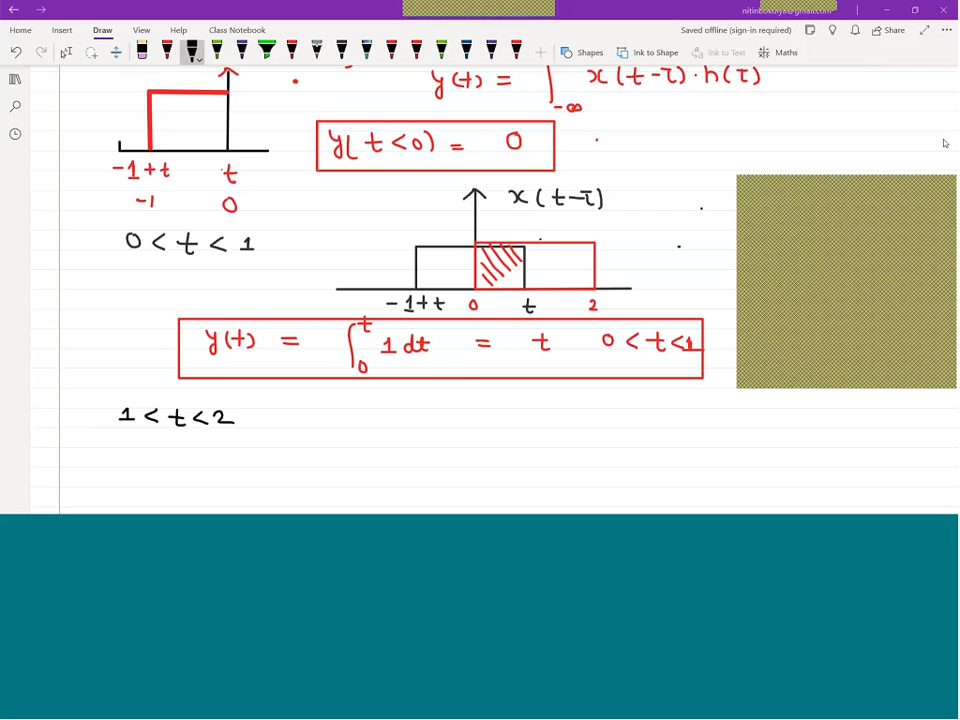 Home Insert Draw View Help Class Notebook Saved offline (sign-in required) Share
Shapes Ink to Shape Ink to Text Maths
y(t) = ∫ x(t-τ)·h(τ)
-∞
y(t<0) = 0
-1+t t
-1 0
x(t-τ)
0 < t < 1
-1+t 0 t 2
y(t) = ∫₀ᵗ 1 dt = t 0<t<1
1 < t < 2